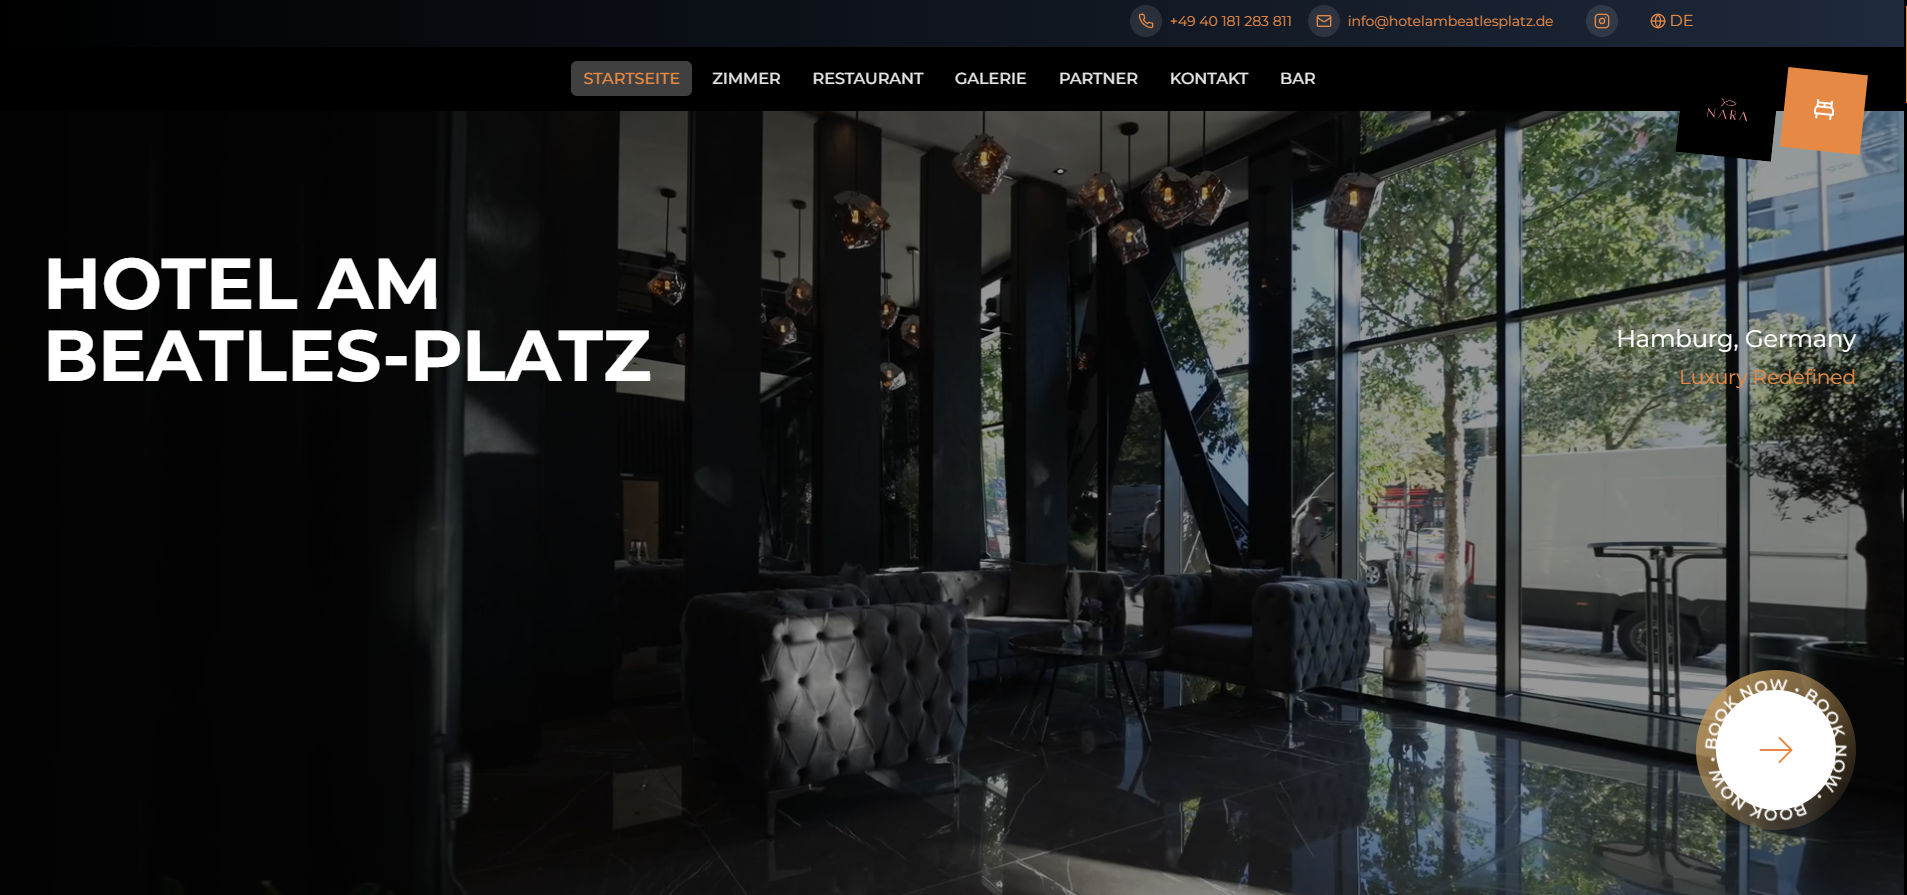 +49 40 181 283 811 info@hotelambeatlesplatz.de DE
STARTSEITE ZIMMER RESTAURANT GALERIE PARTNER KONTAKT BAR
NARA
HOTEL AM
BEATLES-PLATZ
Hamburg, Germany
Luxury Redefined
BOOK NOW • BOOK NOW • BOOK NOW •